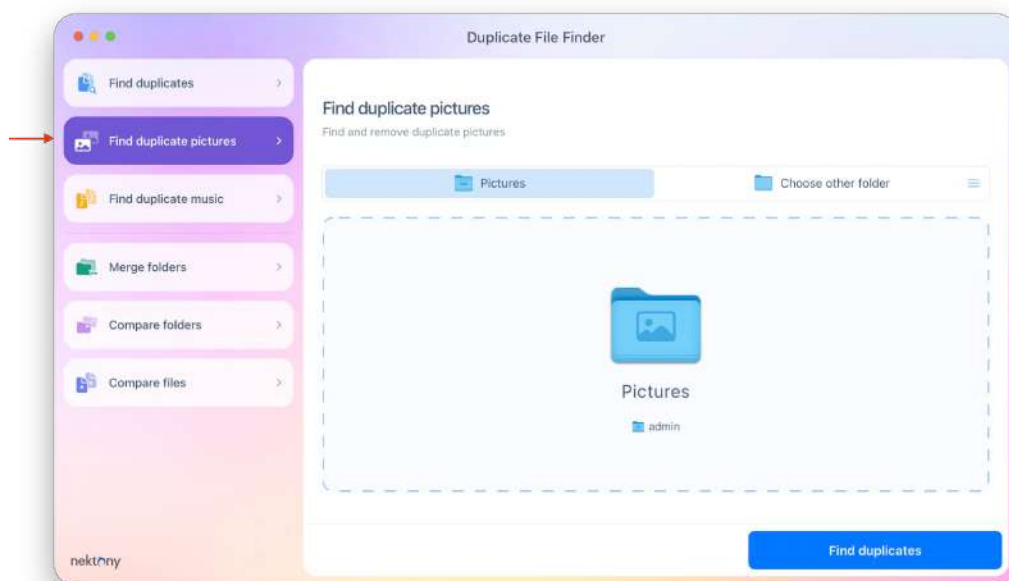 Duplicate File Finder
Find duplicates
Find duplicate pictures
Find duplicate music
Merge folders
Compare folders
Compare files
nektony
Find duplicate pictures
Find and remove duplicate pictures
Pictures
Choose other folder
Pictures
admin
Find duplicates